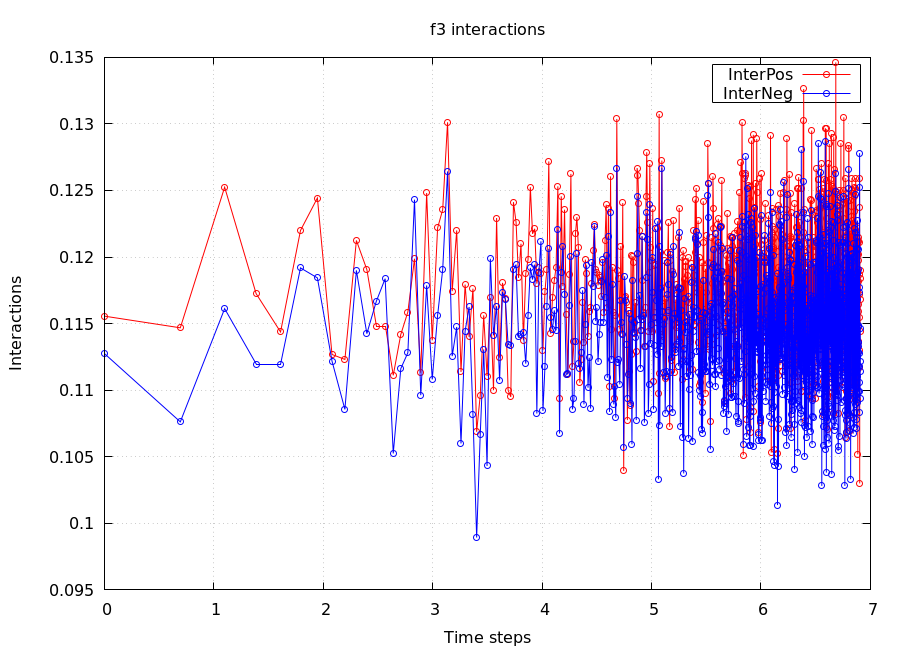 f3 interactions
0.135
InterPos
InterNeg
0.13
0.125
0.12
0.115
0.11
0.105
0.1
0.095
Interactions
0 1 2 3 4 5 6 7
Time steps